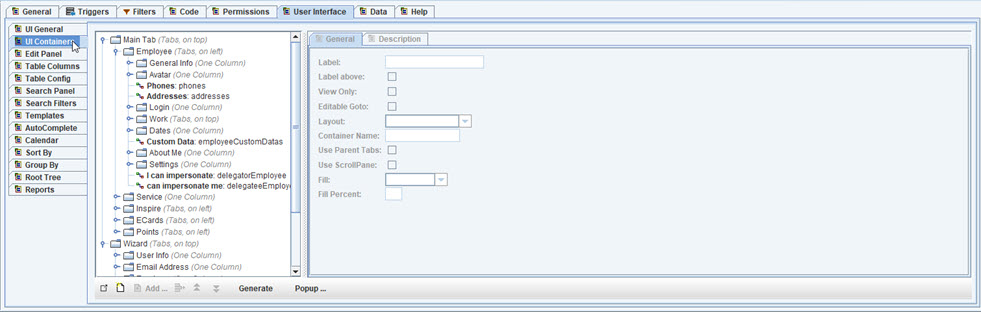 General Triggers Filters Code Permissions User Interface Data Help
UI General
UI Containers
Edit Panel
Table Columns
Table Config
Search Panel
Search Filters
Templates
AutoComplete
Calendar
Sort By
Group By
Root Tree
Reports
Main Tab (Tabs, on top)
Employee (Tabs, on left)
General Info (One Column)
Avatar (One Column)
Phones: phones
Addresses: addresses
Login (One Column)
Work (Tabs, on top)
Dates (One Column)
Custom Data: employeeCustomDatas
About Me (One Column)
Settings (One Column)
I can impersonate: delegatorEmployee
can impersonate me: delegateeEmploye
Service (One Column)
Inspire (Tabs, on left)
ECards (Tabs, on left)
Points (Tabs, on left)
Wizard (Tabs, on top)
User Info (One Column)
Email Address (One Column)
General Description
Label:
Label above:
View Only:
Editable Goto:
Layout:
Container Name:
Use Parent Tabs:
Use ScrollPane:
Fill:
Fill Percent:
Add ... Generate Popup ...